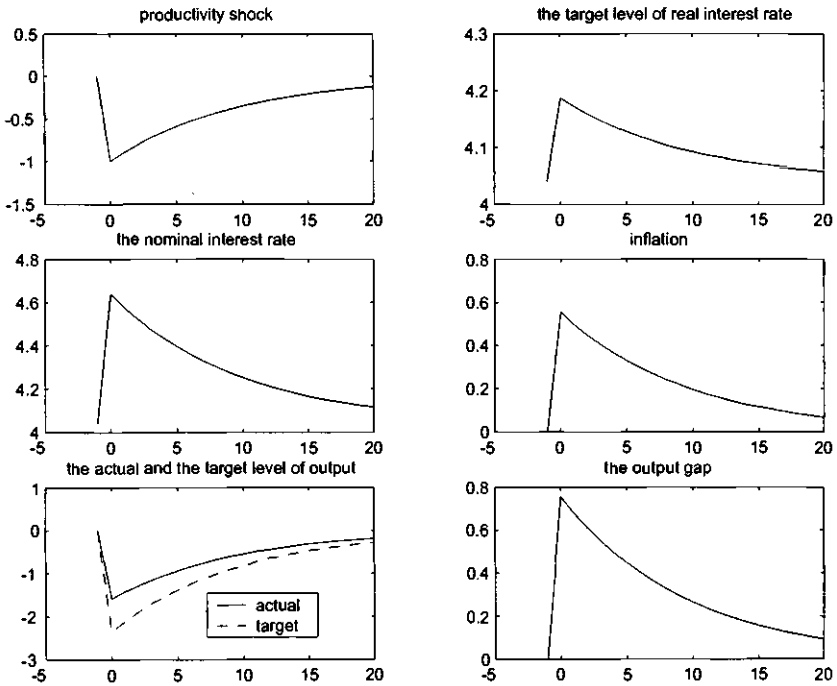 productivity shock
0.5
0
-0.5
-1
-1.5
-5 0 5 10 15 20
the target level of real interest rate
4.3
4.2
4.1
4
-5 0 5 10 15 20
the nominal interest rate
4.8
4.6
4.4
4.2
4
-5 0 5 10 15 20
inflation
0.8
0.6
0.4
0.2
0
-5 0 5 10 15 20
the actual and the target level of output
1
0
-1
-2
-3
actual
target
-5 0 5 10 15 20
the output gap
0.8
0.6
0.4
0.2
0
-5 0 5 10 15 20